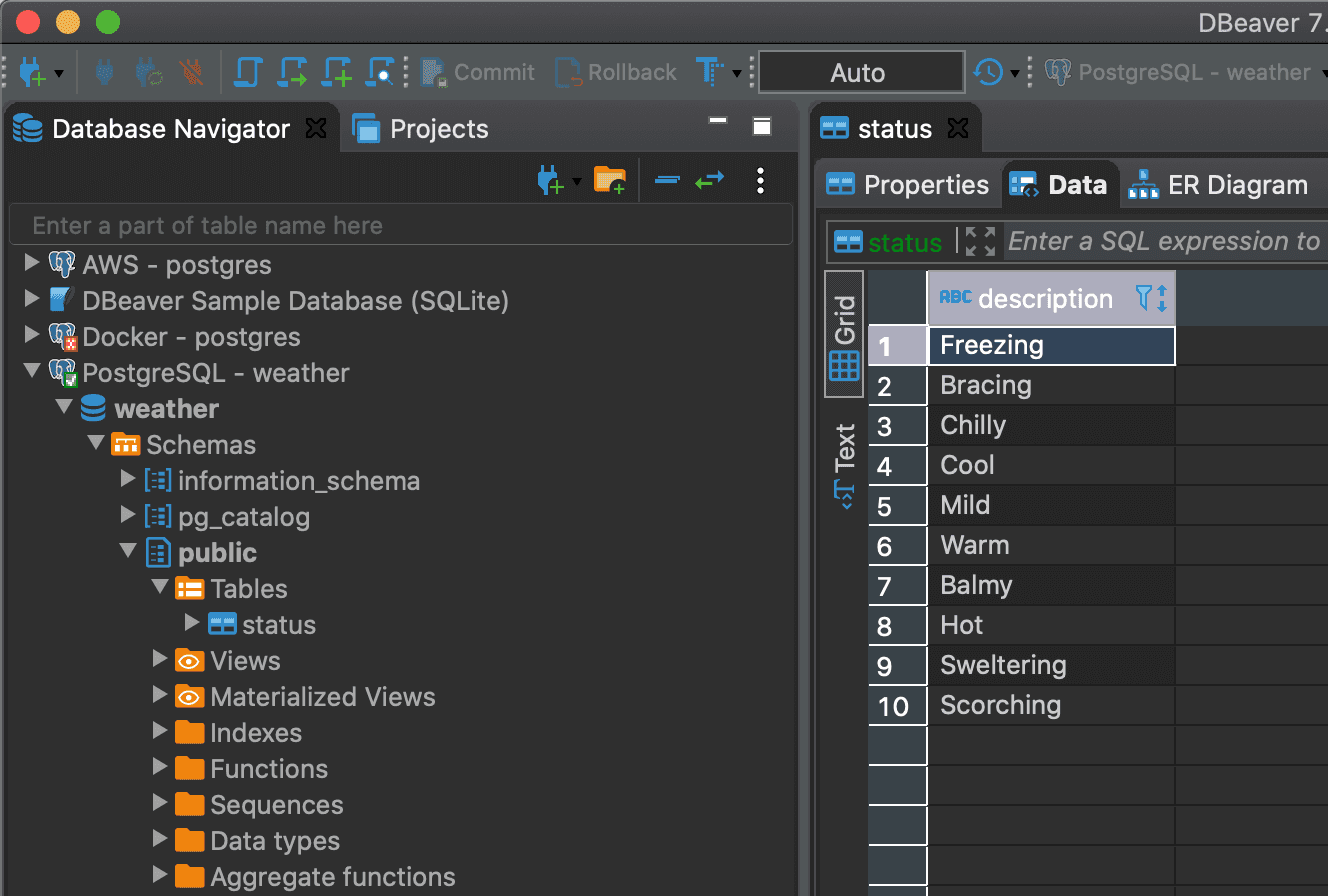 DBeaver 7.
Commit Rollback Auto PostgreSQL - weather
Database Navigator Projects
Enter a part of table name here
AWS - postgres
DBeaver Sample Database (SQLite)
Docker - postgres
PostgreSQL - weather
weather
Schemas
information_schema
pg_catalog
public
Tables
status
Views
Materialized Views
Indexes
Functions
Sequences
Data types
Aggregate functions
status
Properties Data ER Diagram
status Enter a SQL expression to
Grid
Text
ABC description
1 Freezing
2 Bracing
3 Chilly
4 Cool
5 Mild
6 Warm
7 Balmy
8 Hot
9 Sweltering
10 Scorching